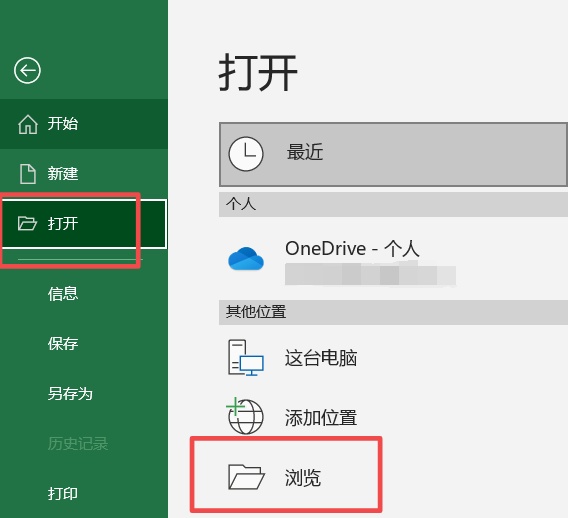 开始
新建
打开
信息
保存
另存为
历史记录
打印
打开
最近
个人
OneDrive - 个人
其他位置
这台电脑
添加位置
浏览